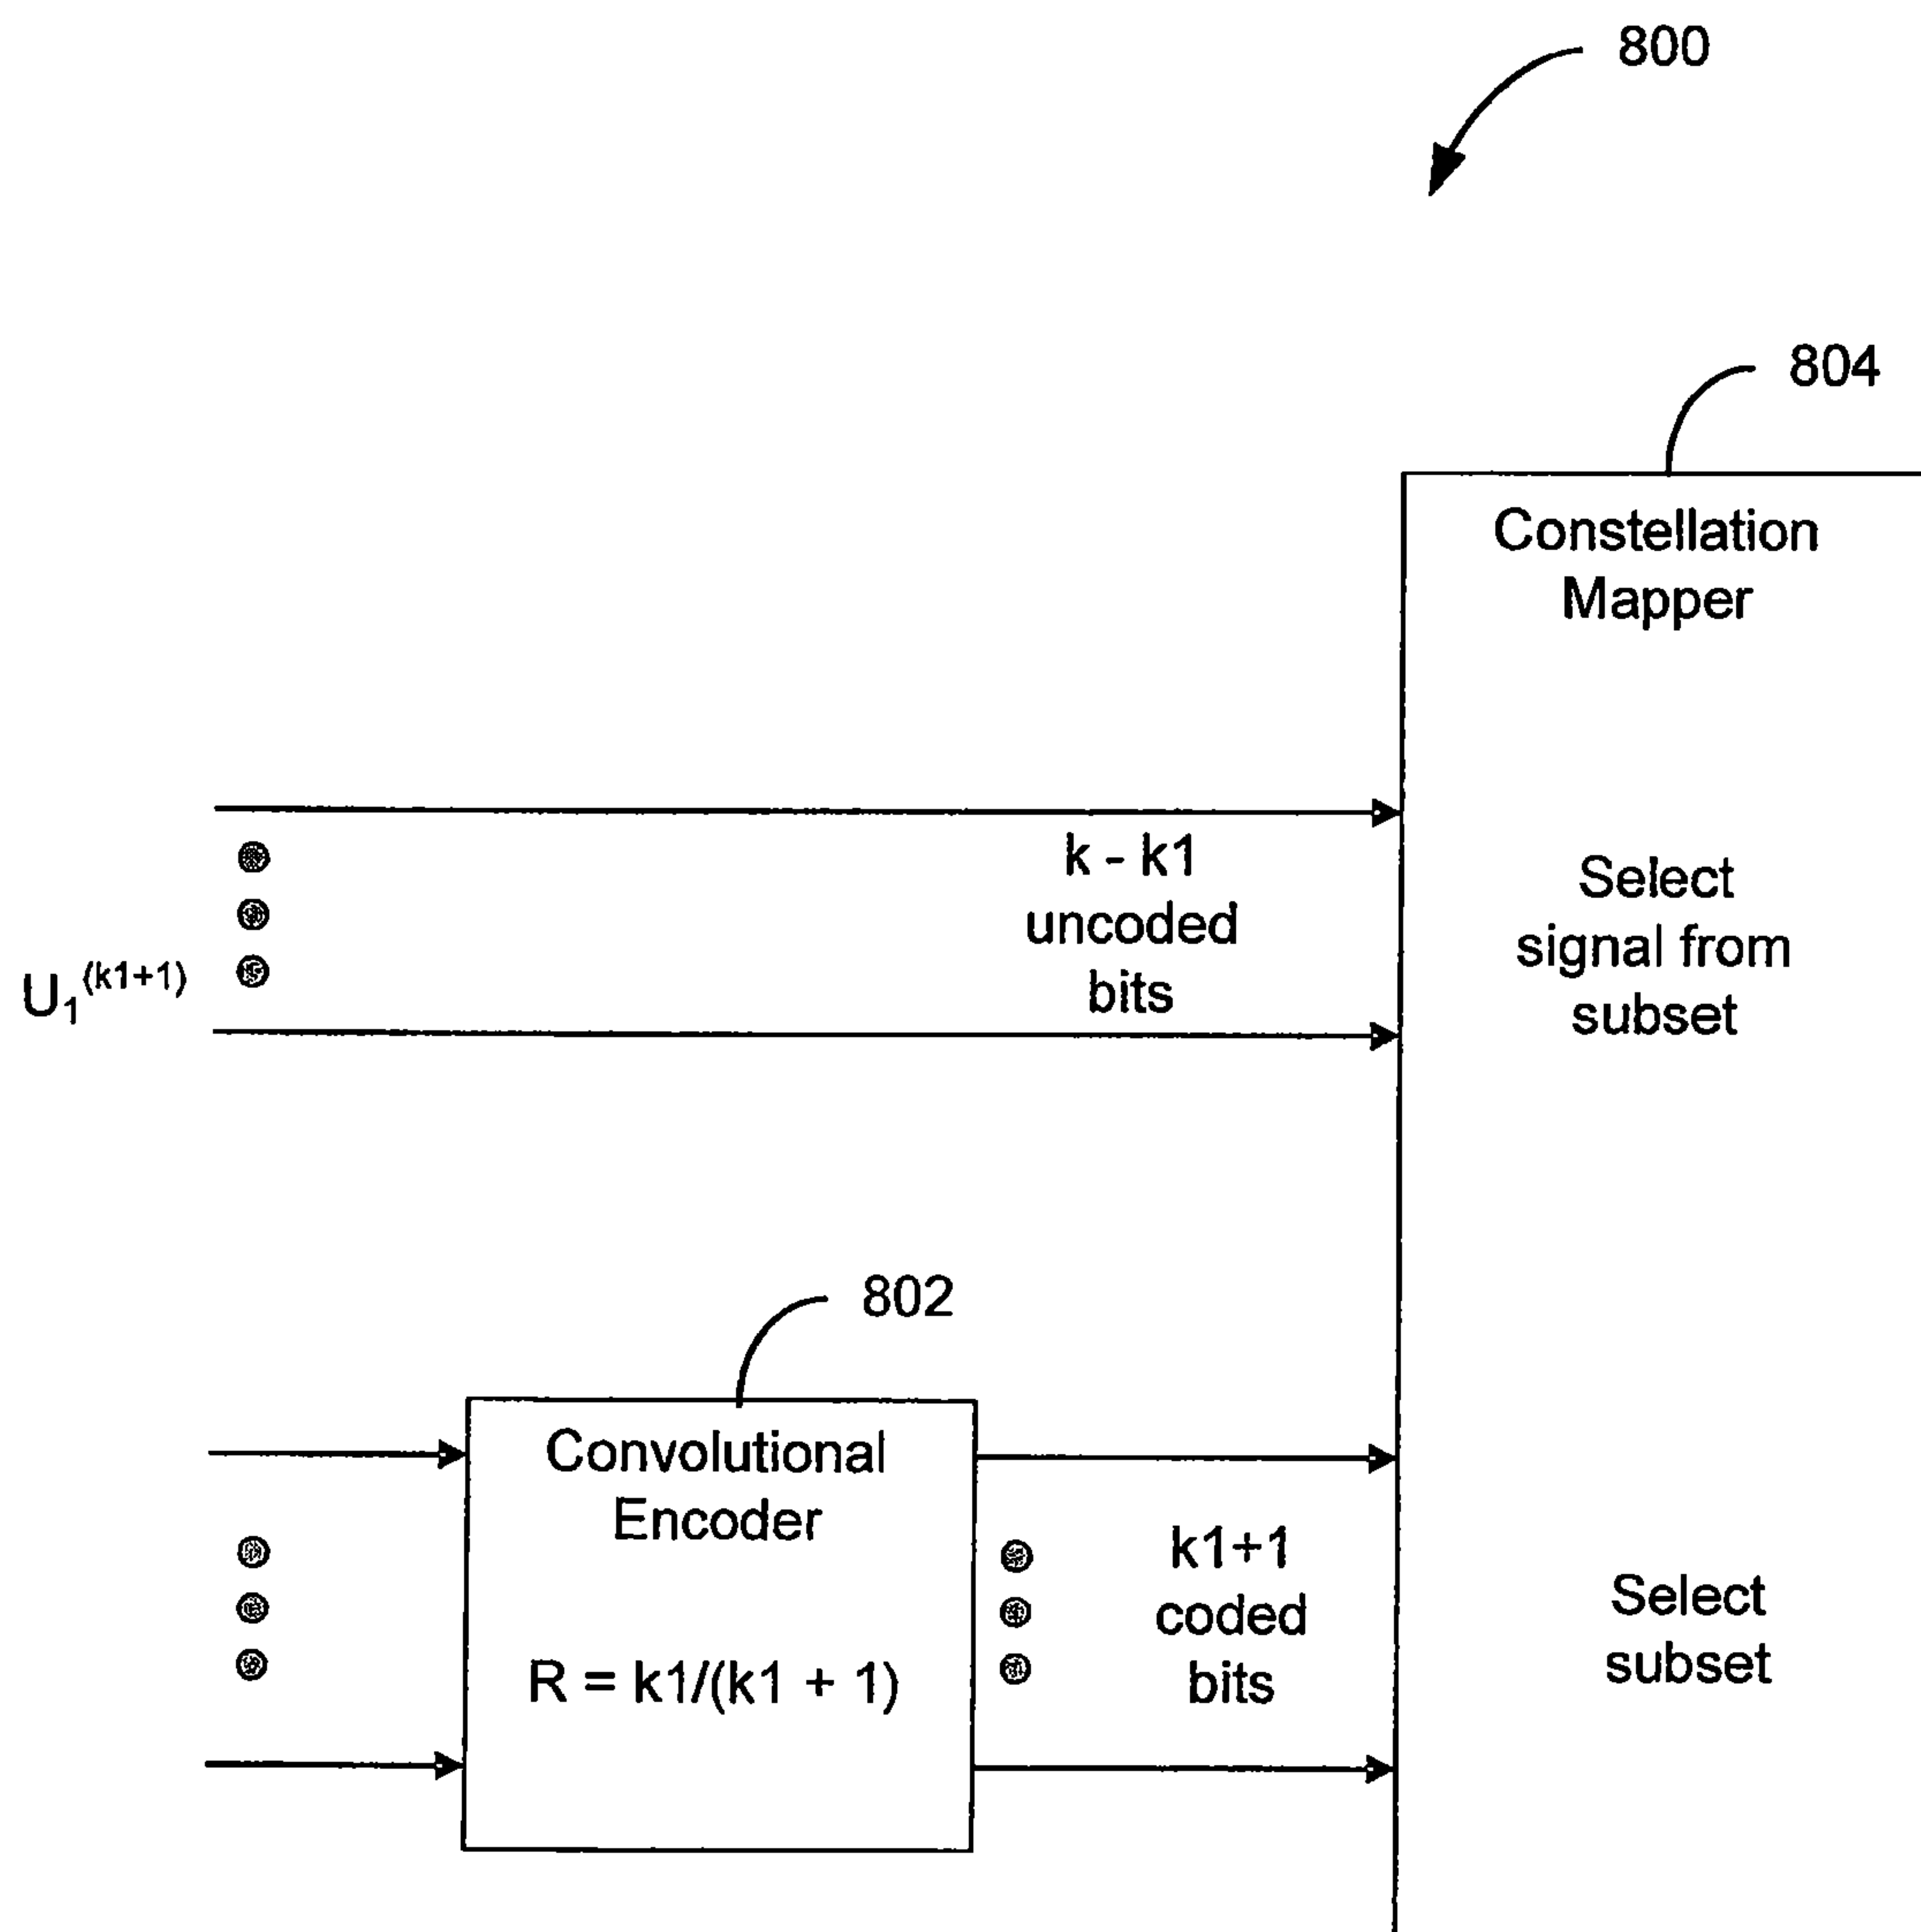 800
804
Constellation
Mapper
k - k1
uncoded
bits
Select
signal from
subset
U₁⁽ᵏ¹⁺¹⁾
802
Convolutional
Encoder
R = k1/(k1 + 1)
k1+1
coded
bits
Select
subset